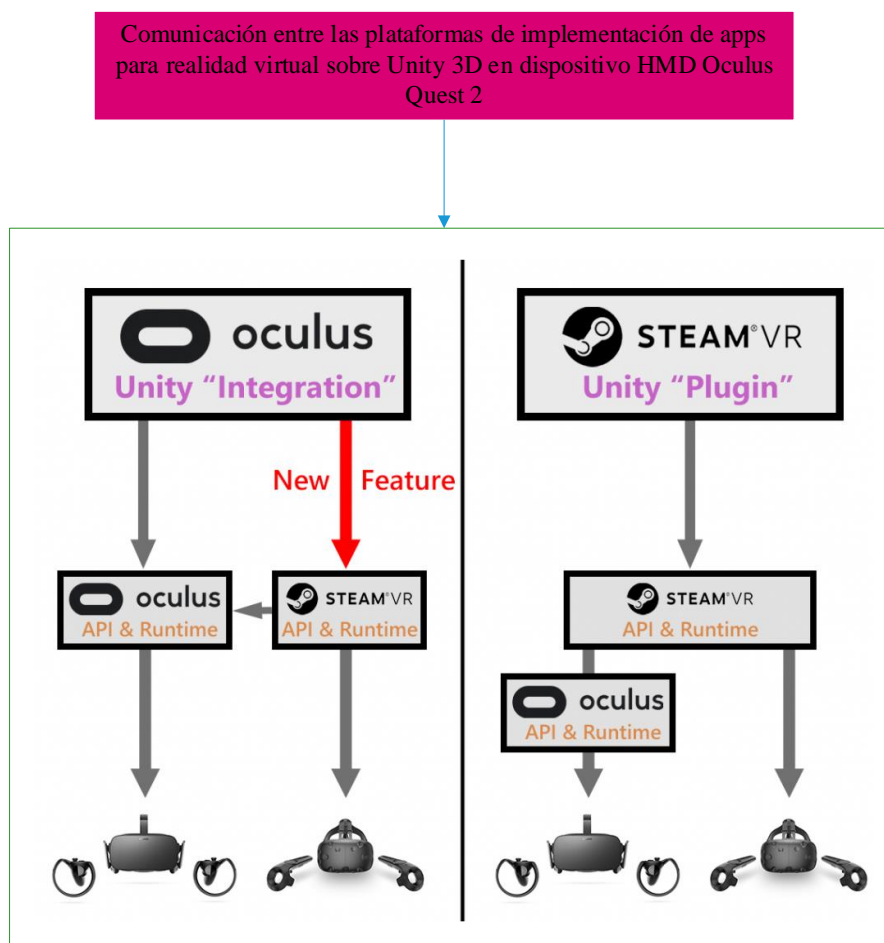 Comunicación entre las plataformas de implementación de apps
para realidad virtual sobre Unity 3D en dispositivo HMD Oculus
Quest 2
oculus
Unity “Integration”
New Feature
oculus
API & Runtime
STEAM®VR
API & Runtime
STEAM®VR
Unity “Plugin”
STEAM®VR
API & Runtime
oculus
API & Runtime